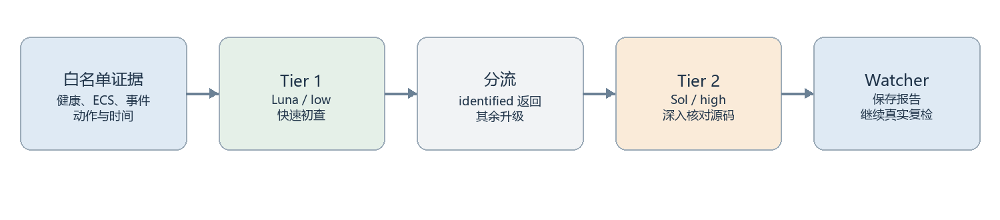 白名单证据
健康、ECS、事件
动作与时间
Tier 1
Luna / low
快速初查
分流
identified 返回
其余升级
Tier 2
Sol / high
深入核对源码
Watcher
保存报告
继续真实复检